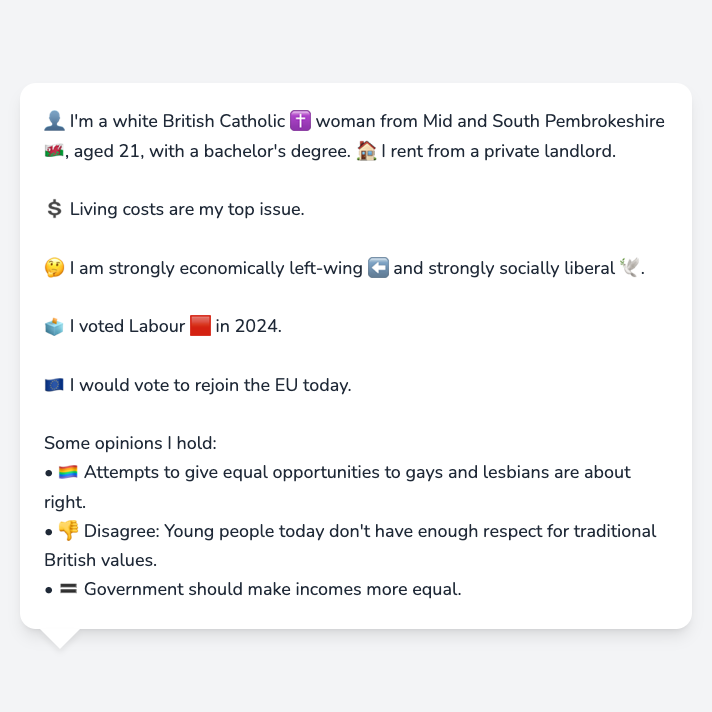 👤 I'm a white British Catholic ✝️ woman from Mid and South Pembrokeshire
🏴󠁧󠁢󠁷󠁬󠁳󠁿, aged 21, with a bachelor's degree. 🏠 I rent from a private landlord.
💲 Living costs are my top issue.
🤔 I am strongly economically left-wing ⬅️ and strongly socially liberal 🕊️.
🗳️ I voted Labour 🟥 in 2024.
🇪🇺 I would vote to rejoin the EU today.
Some opinions I hold:
• 🏳️‍🌈 Attempts to give equal opportunities to gays and lesbians are about
right.
• 👎 Disagree: Young people today don't have enough respect for traditional
British values.
• 🟰 Government should make incomes more equal.